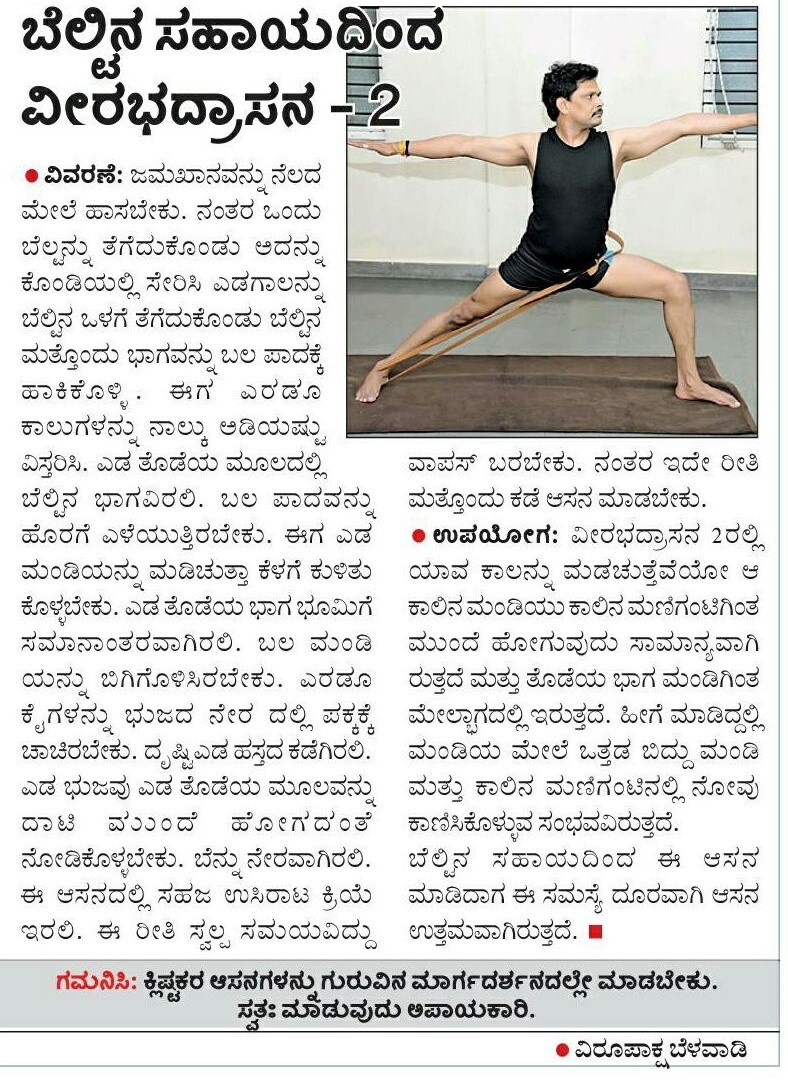 ಬೆಲ್ಟಿನ ಸಹಾಯದಿಂದ
ವೀರಭದ್ರಾಸನ - 2
● ವಿವರಣೆ: ಜಮಖಾನವನ್ನು ನೆಲದ
ಮೇಲೆ ಹಾಸಬೇಕು. ನಂತರ ಒಂದು
ಬೆಲ್ಟನ್ನು ತೆಗೆದುಕೊಂಡು ಅದನ್ನು
ಕೊಂಡಿಯಲ್ಲಿ ಸೇರಿಸಿ ಎಡಗಾಲನ್ನು
ಬೆಲ್ಟಿನ ಒಳಗೆ ತೆಗೆದುಕೊಂಡು ಬೆಲ್ಟಿನ
ಮತ್ತೊಂದು ಭಾಗವನ್ನು ಬಲ ಪಾದಕ್ಕೆ
ಹಾಕಿಕೊಳ್ಳಿ. ಈಗ ಎರಡೂ
ಕಾಲುಗಳನ್ನು ನಾಲ್ಕು ಅಡಿಯಷ್ಟು
ವಿಸ್ತರಿಸಿ. ಎಡ ತೊಡೆಯ ಮೂಲದಲ್ಲಿ
ಬೆಲ್ಟಿನ ಭಾಗವಿರಲಿ. ಬಲ ಪಾದವನ್ನು
ಹೊರಗೆ ಎಳೆಯುತ್ತಿರಬೇಕು. ಈಗ ಎಡ
ಮಂಡಿಯನ್ನು ಮಡಿಚುತ್ತಾ ಕೆಳಗೆ ಕುಳಿತು
ಕೊಳ್ಳಬೇಕು. ಎಡ ತೊಡೆಯ ಭಾಗ ಭೂಮಿಗೆ
ಸಮಾನಾಂತರವಾಗಿರಲಿ. ಬಲ ಮಂಡಿ
ಯನ್ನು ಬಿಗಿಗೊಳಿಸಿರಬೇಕು. ಎರಡೂ
ಕೈಗಳನ್ನು ಭುಜದ ನೇರ ದಲ್ಲಿ ಪಕ್ಕಕ್ಕೆ
ಚಾಚಿರಬೇಕು. ದೃಷ್ಟಿ ಎಡ ಹಸ್ತದ ಕಡೆಗಿರಲಿ.
ಎಡ ಭುಜವು ಎಡ ತೊಡೆಯ ಮೂಲವನ್ನು
ದಾಟಿ ಮುಂದೆ ಹೋಗದಂತೆ
ನೋಡಿಕೊಳ್ಳಬೇಕು. ಬೆನ್ನು ನೇರವಾಗಿರಲಿ.
ಈ ಆಸನದಲ್ಲಿ ಸಹಜ ಉಸಿರಾಟ ಕ್ರಿಯೆ
ಇರಲಿ. ಈ ರೀತಿ ಸ್ವಲ್ಪ ಸಮಯವಿದ್ದು
ವಾಪಸ್ ಬರಬೇಕು. ನಂತರ ಇದೇ ರೀತಿ
ಮತ್ತೊಂದು ಕಡೆ ಆಸನ ಮಾಡಬೇಕು.
● ಉಪಯೋಗ: ವೀರಭದ್ರಾಸನ 2ರಲ್ಲಿ
ಯಾವ ಕಾಲನ್ನು ಮಡಚುತ್ತೆವೆಯೋ ಆ
ಕಾಲಿನ ಮಂಡಿಯು ಕಾಲಿನ ಮಣಿಗಂಟಿಗಿಂತ
ಮುಂದೆ ಹೋಗುವುದು ಸಾಮಾನ್ಯವಾಗಿ
ರುತ್ತದೆ ಮತ್ತು ತೊಡೆಯ ಭಾಗ ಮಂಡಿಗಿಂತ
ಮೇಲ್ಭಾಗದಲ್ಲಿ ಇರುತ್ತದೆ. ಹೀಗೆ ಮಾಡಿದ್ದಲ್ಲಿ
ಮಂಡಿಯ ಮೇಲೆ ಒತ್ತಡ ಬಿದ್ದು ಮಂಡಿ
ಮತ್ತು ಕಾಲಿನ ಮಣಿಗಂಟಿನಲ್ಲಿ ನೋವು
ಕಾಣಿಸಿಕೊಳ್ಳುವ ಸಂಭವವಿರುತ್ತದೆ.
ಬೆಲ್ಟಿನ ಸಹಾಯದಿಂದ ಈ ಆಸನ
ಮಾಡಿದಾಗ ಈ ಸಮಸ್ಯೆ ದೂರವಾಗಿ ಆಸನ
ಉತ್ತಮವಾಗಿರುತ್ತದೆ. ■
ಗಮನಿಸಿ: ಕ್ಲಿಷ್ಟಕರ ಆಸನಗಳನ್ನು ಗುರುವಿನ ಮಾರ್ಗದರ್ಶನದಲ್ಲೇ ಮಾಡಬೇಕು.
ಸ್ವತಃ ಮಾಡುವುದು ಅಪಾಯಕಾರಿ.
● ವಿರೂಪಾಕ್ಷ ಬೆಳವಾಡಿ